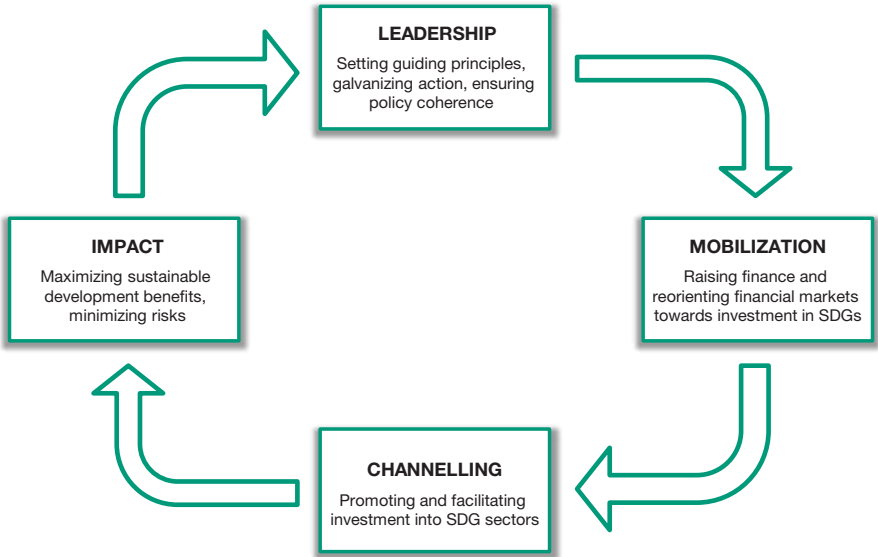 LEADERSHIP
Setting guiding principles,
galvanizing action, ensuring
policy coherence
IMPACT
Maximizing sustainable
development benefits,
minimizing risks
MOBILIZATION
Raising finance and
reorienting financial markets
towards investment in SDGs
CHANNELLING
Promoting and facilitating
investment into SDG sectors